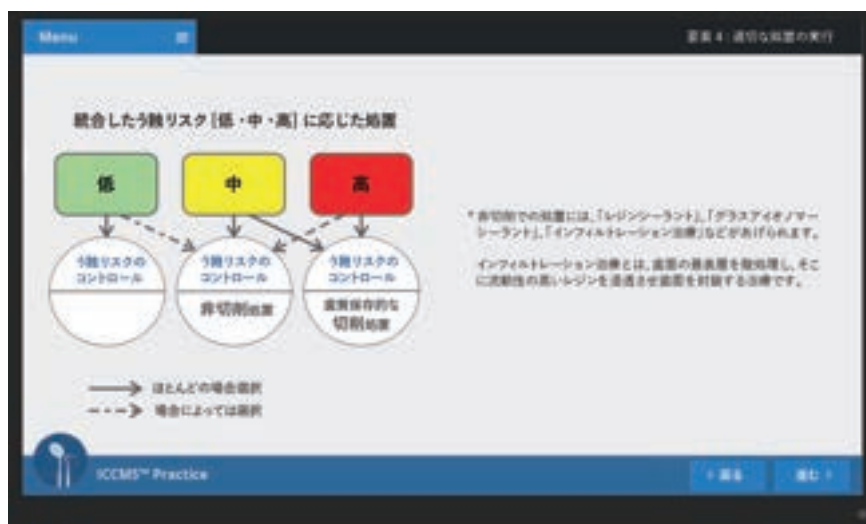 Menu
要素 4：適切な処置の実行
統合したう蝕リスク［低・中・高］に応じた処置
低
中
高
う蝕リスクの
コントロール
う蝕リスクの
コントロール
非切削処置
う蝕リスクの
コントロール
歯質保存的な
切削処置
* 非切削での処置には、「レジンシーラント」、「グラスアイオノマー
シーラント」、「インフィルトレーション治療」などがあげられます。
インフィルトレーション治療とは、歯面の最表層を酸処理し、そこ
に流動性の高いレジンを浸透させ歯面を封鎖する治療です。
ほとんどの場合選択
場合によっては選択
ICCMS™ Practice
戻る
進む